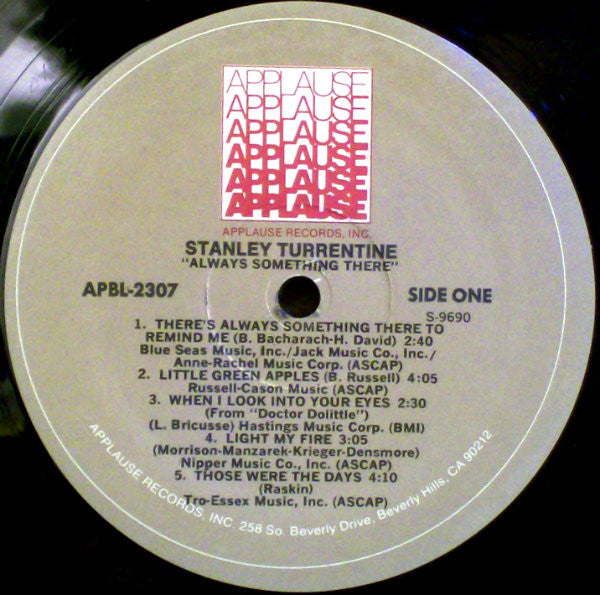 APPLAUSE
APPLAUSE
APPLAUSE
APPLAUSE
APPLAUSE
APPLAUSE
APPLAUSE RECORDS, INC.
STANLEY TURRENTINE
"ALWAYS SOMETHING THERE"
APBL-2307
SIDE ONE
S-9690
1. THERE'S ALWAYS SOMETHING THERE TO
REMIND ME (B. Bacharach-H. David) 2:40
Blue Seas Music, Inc./Jack Music Co., Inc./
Anne-Rachel Music Corp. (ASCAP)
2. LITTLE GREEN APPLES (B. Russell) 4:05
Russell-Cason Music (ASCAP)
3. WHEN I LOOK INTO YOUR EYES 2:30
(From "Doctor Dolittle")
(L. Bricusse) Hastings Music Corp. (BMI)
4. LIGHT MY FIRE 3:05
(Morrison-Manzarek-Krieger-Densmore)
Nipper Music Co., Inc. (ASCAP)
5. THOSE WERE THE DAYS 4:10
(Raskin)
Tro-Essex Music, Inc. (ASCAP)
APPLAUSE RECORDS, INC. 258 So. Beverly Drive, Beverly Hills, CA 90212